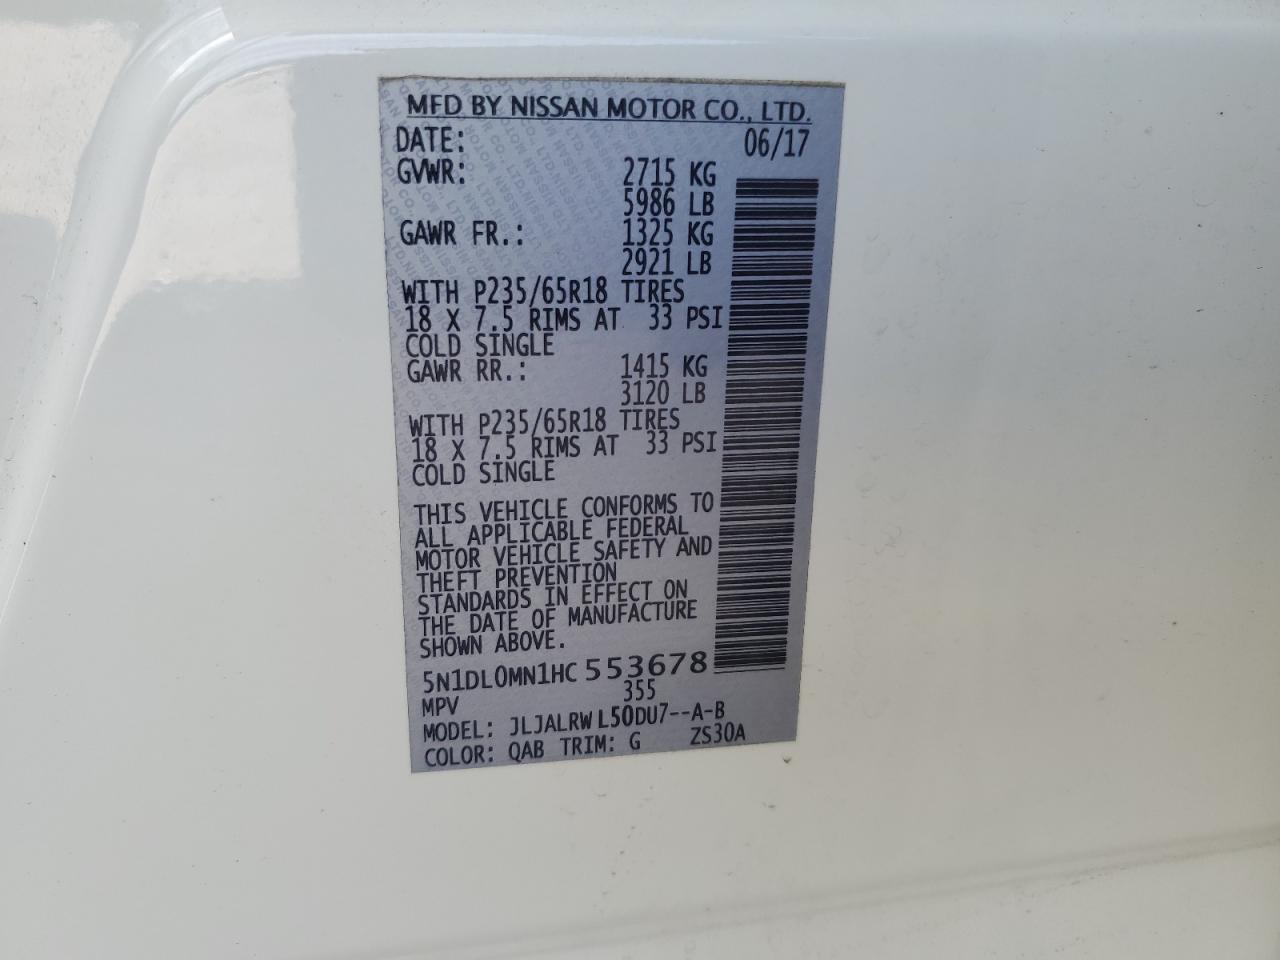 MFD BY NISSAN MOTOR CO., LTD.
DATE: 06/17
GVWR: 2715 KG
5986 LB
GAWR FR.: 1325 KG
2921 LB
WITH P235/65R18 TIRES
18 X 7.5 RIMS AT 33 PSI
COLD SINGLE
GAWR RR.: 1415 KG
3120 LB
WITH P235/65R18 TIRES
18 X 7.5 RIMS AT 33 PSI
COLD SINGLE
THIS VEHICLE CONFORMS TO
ALL APPLICABLE FEDERAL
MOTOR VEHICLE SAFETY AND
THEFT PREVENTION
STANDARDS IN EFFECT ON
THE DATE OF MANUFACTURE
SHOWN ABOVE.
5N1DL0MN1HC 553678
MPV 355
MODEL: JLJALRW L50DU7--A-B
COLOR: QAB TRIM: G ZS30A